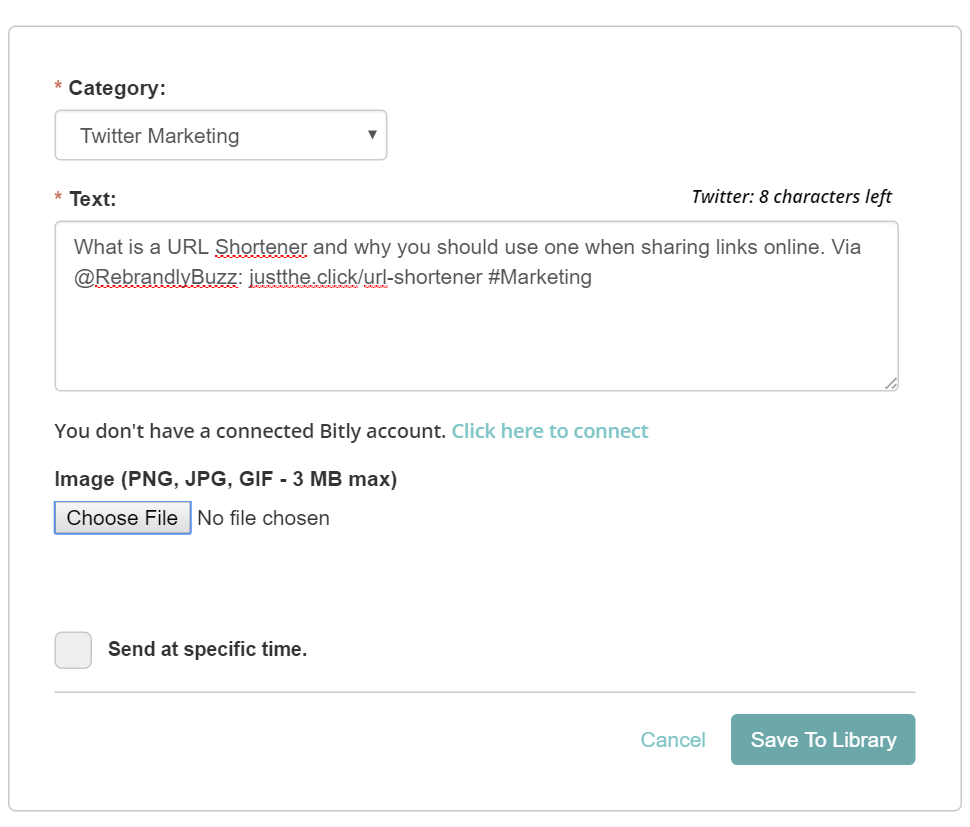 * Category:
Twitter Marketing
* Text:
Twitter: 8 characters left
What is a URL Shortener and why you should use one when sharing links online. Via
@RebrandlyBuzz: justthe.click/url-shortener #Marketing
You don't have a connected Bitly account. Click here to connect
Image (PNG, JPG, GIF - 3 MB max)
Choose File No file chosen
Send at specific time.
Cancel
Save To Library